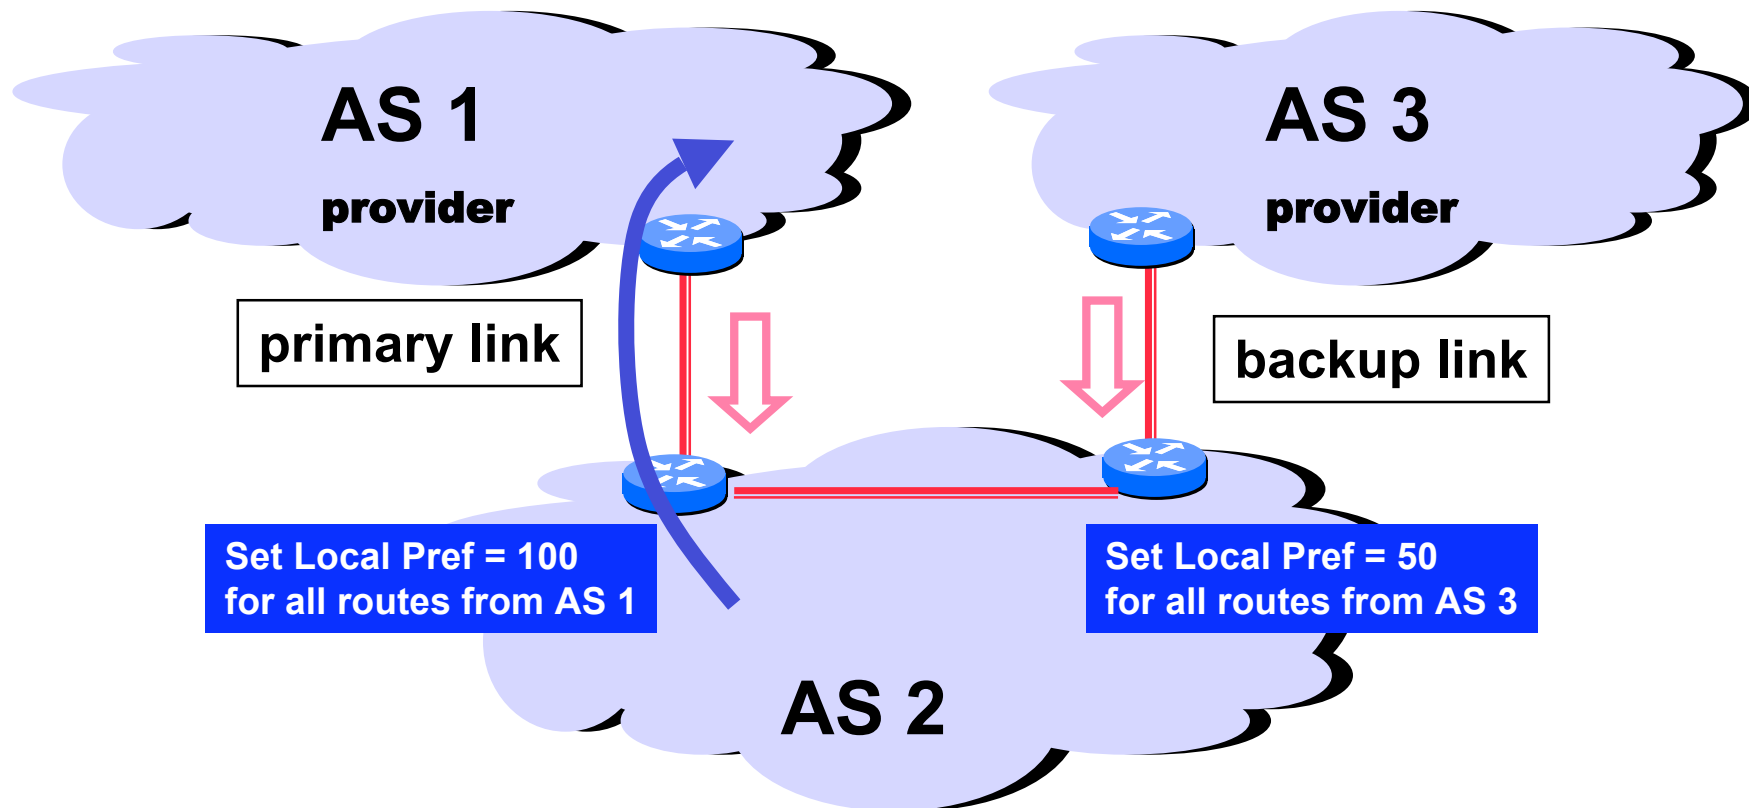 AS 1
provider
AS 3
provider
primary link
backup link
Set Local Pref = 100
for all routes from AS 1
Set Local Pref = 50
for all routes from AS 3
AS 2